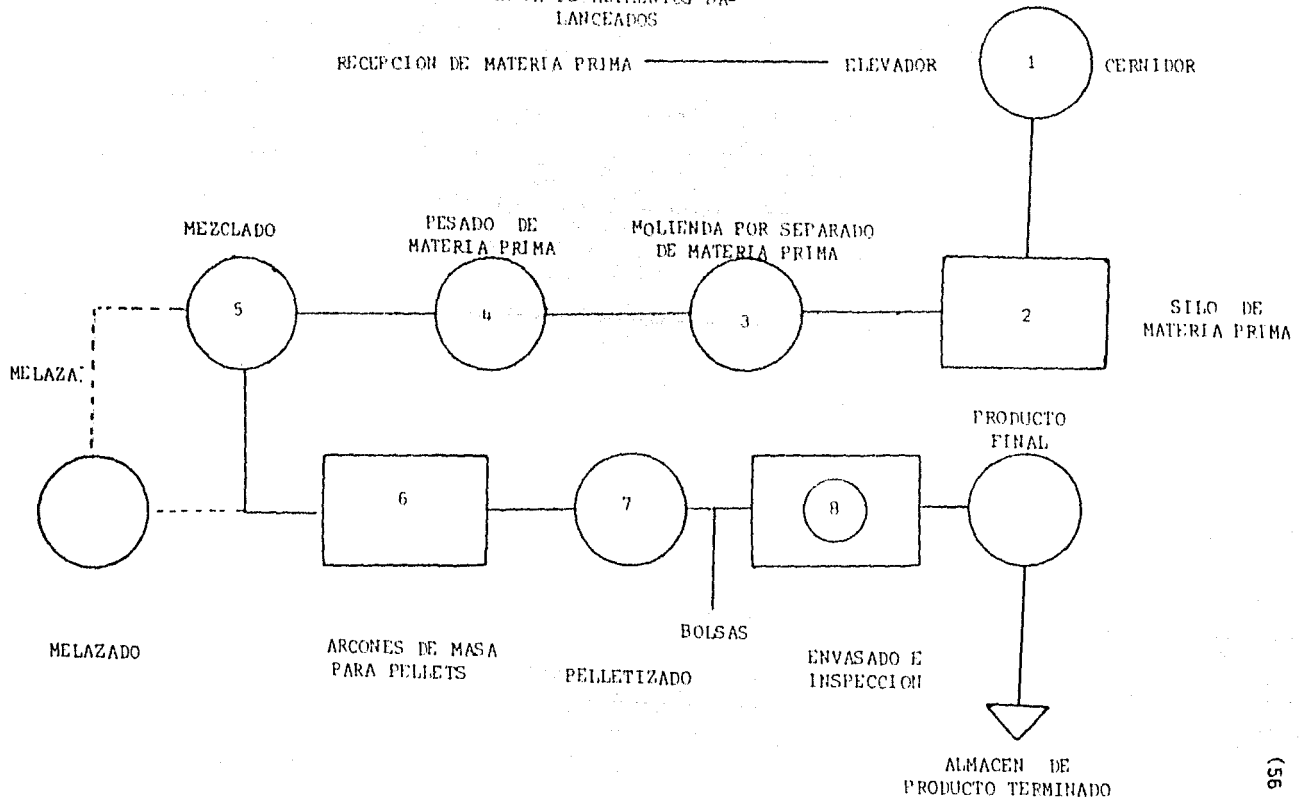 LANCEADOS
RECEPCION DE MATERIA PRIMA
ELEVADOR
1
CERNIDOR
MEZCLADO
PESADO DE
MATERIA PRIMA
MOLIENDA POR SEPARADO
DE MATERIA PRIMA
5
4
3
2
SILO DE
MATERIA PRIMA
MELAZA
PRODUCTO
FINAL
6
7
8
MELAZADO
ARCONES DE MASA
PARA PELLETS
PELLETIZADO
BOLSAS
ENVASADO E
INSPECCION
ALMACEN DE
PRODUCTO TERMINADO
(56